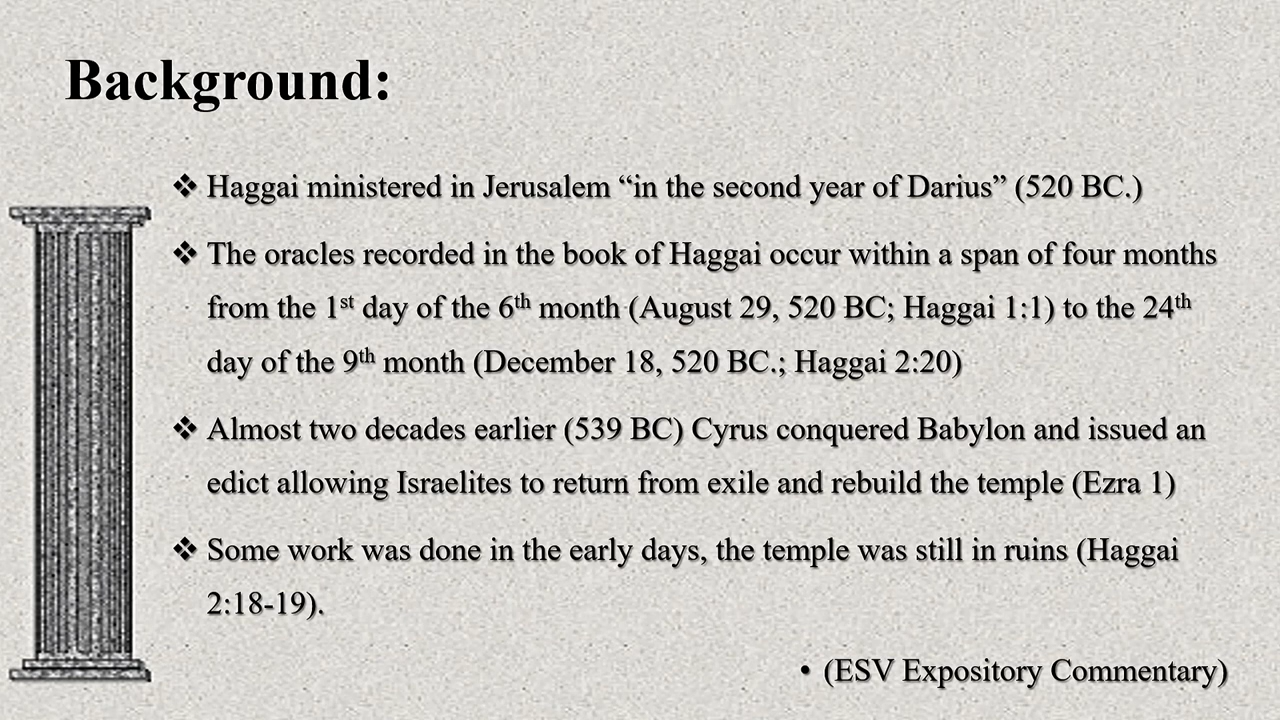 Background:
❖ Haggai ministered in Jerusalem “in the second year of Darius” (520 BC.)
❖ The oracles recorded in the book of Haggai occur within a span of four months
from the 1st day of the 6th month (August 29, 520 BC; Haggai 1:1) to the 24th
day of the 9th month (December 18, 520 BC.; Haggai 2:20)
❖ Almost two decades earlier (539 BC) Cyrus conquered Babylon and issued an
edict allowing Israelites to return from exile and rebuild the temple (Ezra 1)
❖ Some work was done in the early days, the temple was still in ruins (Haggai
2:18-19).
• (ESV Expository Commentary)